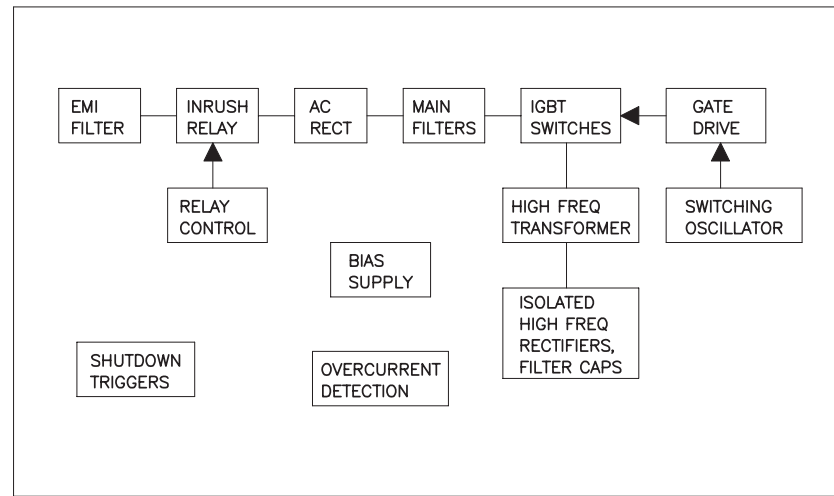 EMI
FILTER
INRUSH
RELAY
AC
RECT
MAIN
FILTERS
IGBT
SWITCHES
GATE
DRIVE
RELAY
CONTROL
HIGH FREQ
TRANSFORMER
SWITCHING
OSCILLATOR
BIAS
SUPPLY
ISOLATED
HIGH FREQ
RECTIFIERS,
FILTER CAPS
SHUTDOWN
TRIGGERS
OVERCURRENT
DETECTION